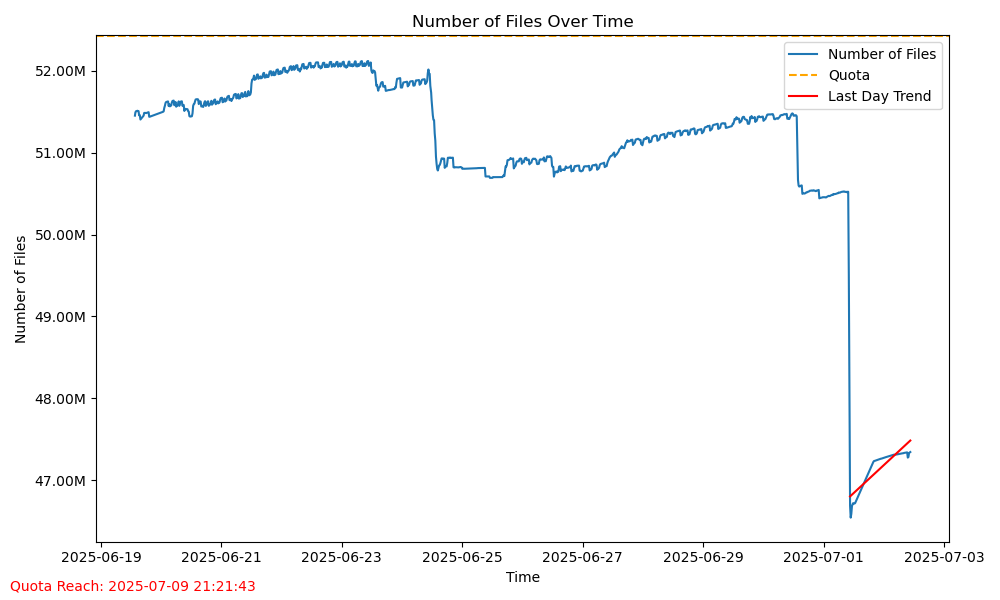 Number of Files Over Time
Number of Files
Quota
Last Day Trend
52.00M
51.00M
50.00M
49.00M
48.00M
47.00M
Number of Files
2025-06-19
2025-06-21
2025-06-23
2025-06-25
2025-06-27
2025-06-29
2025-07-01
2025-07-03
Time
Quota Reach: 2025-07-09 21:21:43